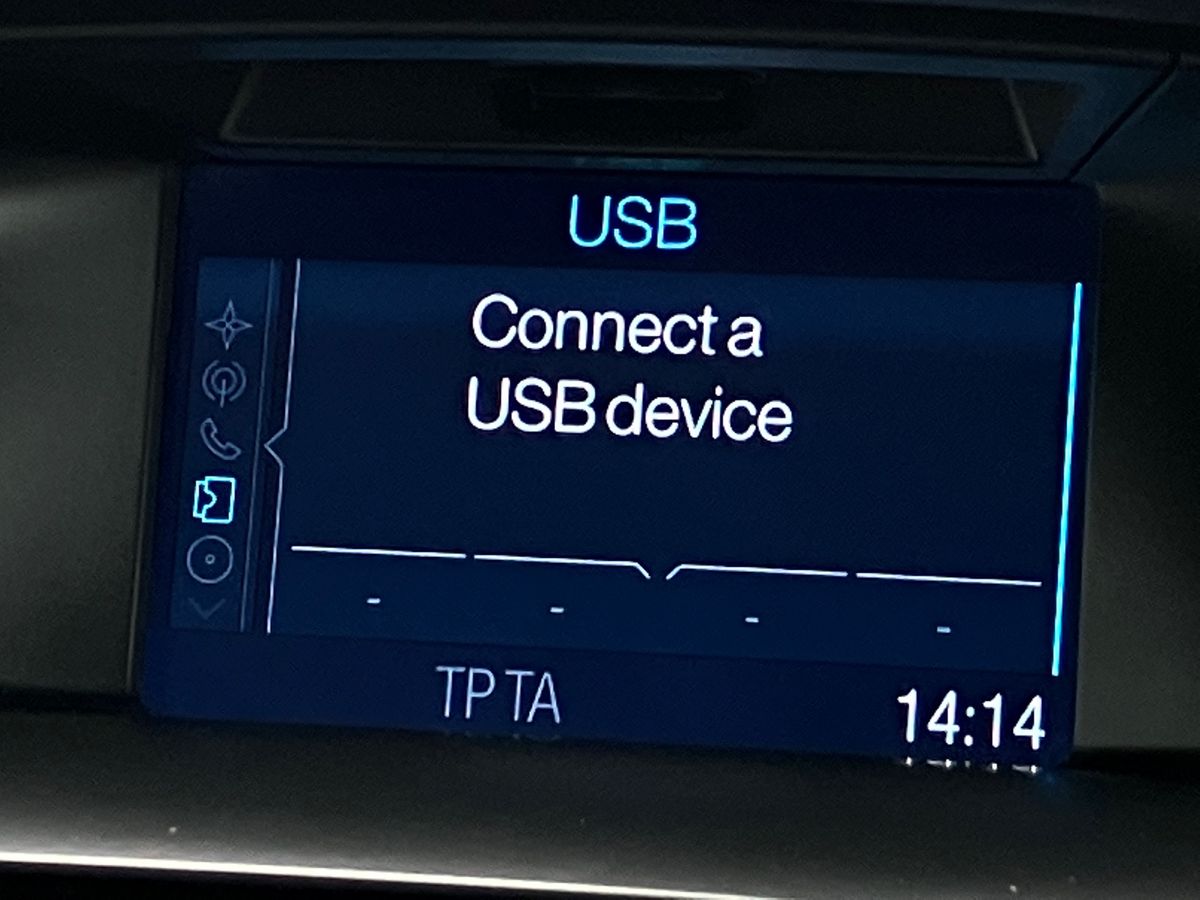 USB
Connect a
USB device
- - - -
TP TA
14:14